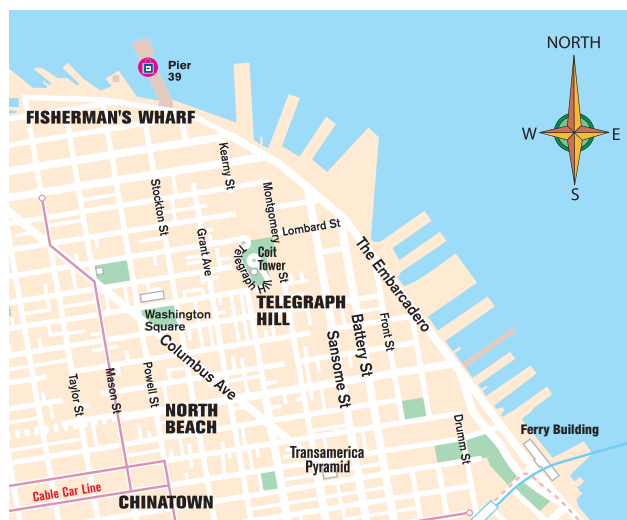 NORTH
W
E
S
Pier
39
FISHERMAN'S WHARF
Kearny St
Stockton St
Montgomery
St
Grant Ave
Lombard St
Coit
Tower
Telegraph H
The Embarcadero
TELEGRAPH
HILL
Washington
Square
Columbus Ave
Sansome St
Battery St
Front St
Taylor St
Mason St
Powell St
NORTH
BEACH
Drumm St
Ferry Building
Transamerica
Pyramid
Cable Car Line
CHINATOWN